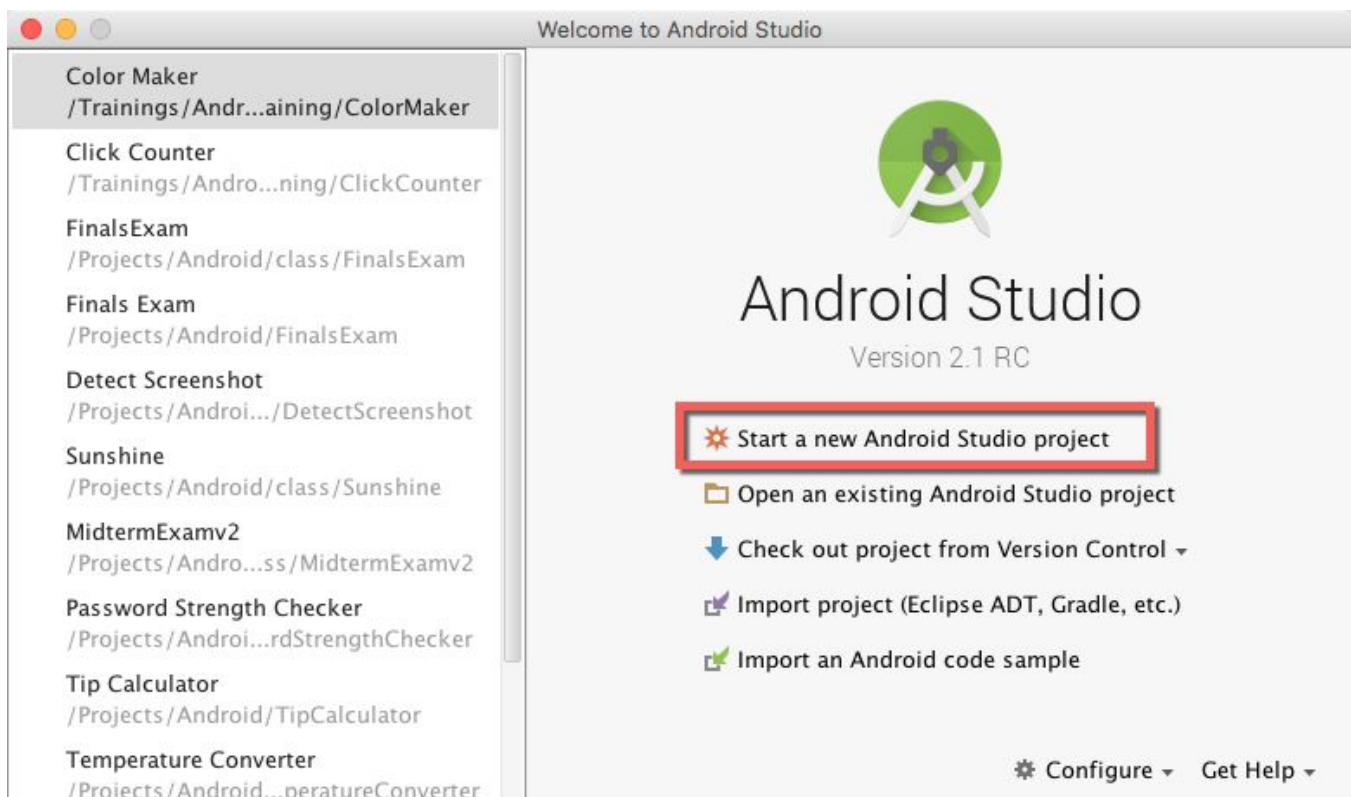 Welcome to Android Studio
Color Maker
/Trainings/Andr...aining/ColorMaker
Click Counter
/Trainings/Andro...ning/ClickCounter
FinalsExam
/Projects/Android/class/FinalsExam
Finals Exam
/Projects/Android/FinalsExam
Detect Screenshot
/Projects/Androi.../DetectScreenshot
Sunshine
/Projects/Android/class/Sunshine
MidtermExamv2
/Projects/Andro...ss/MidtermExamv2
Password Strength Checker
/Projects/Androi...rdStrengthChecker
Tip Calculator
/Projects/Android/TipCalculator
Temperature Converter
/Projects/Android...peratureConverter
Android Studio
Version 2.1 RC
Start a new Android Studio project
Open an existing Android Studio project
Check out project from Version Control
Import project (Eclipse ADT, Gradle, etc.)
Import an Android code sample
Configure
Get Help